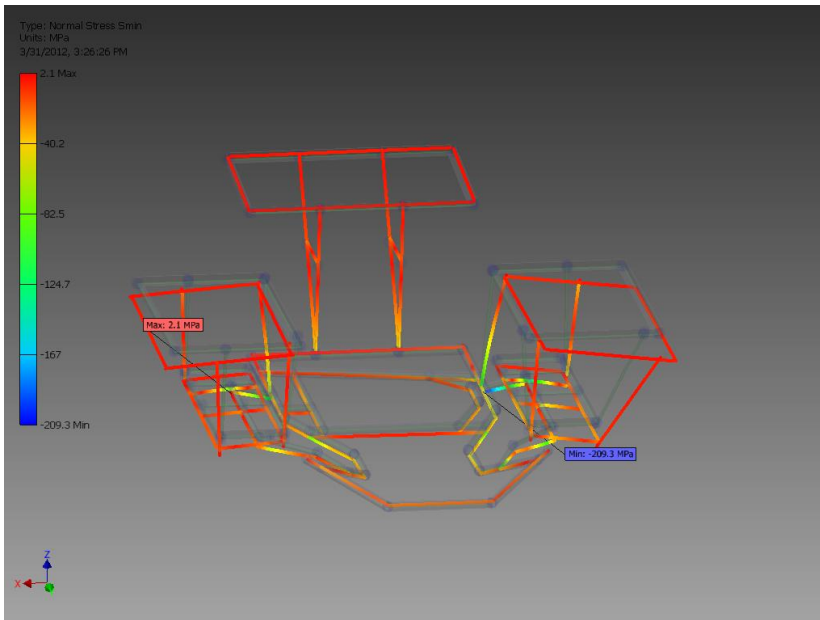 Type: Normal Stress Smin
Units: MPa
3/31/2012, 3:26:26 PM
2.1 Max
-40.2
-82.5
-124.7
-167
-209.3 Min
Max: 2.1 MPa
Min: -209.3 MPa
Z
X